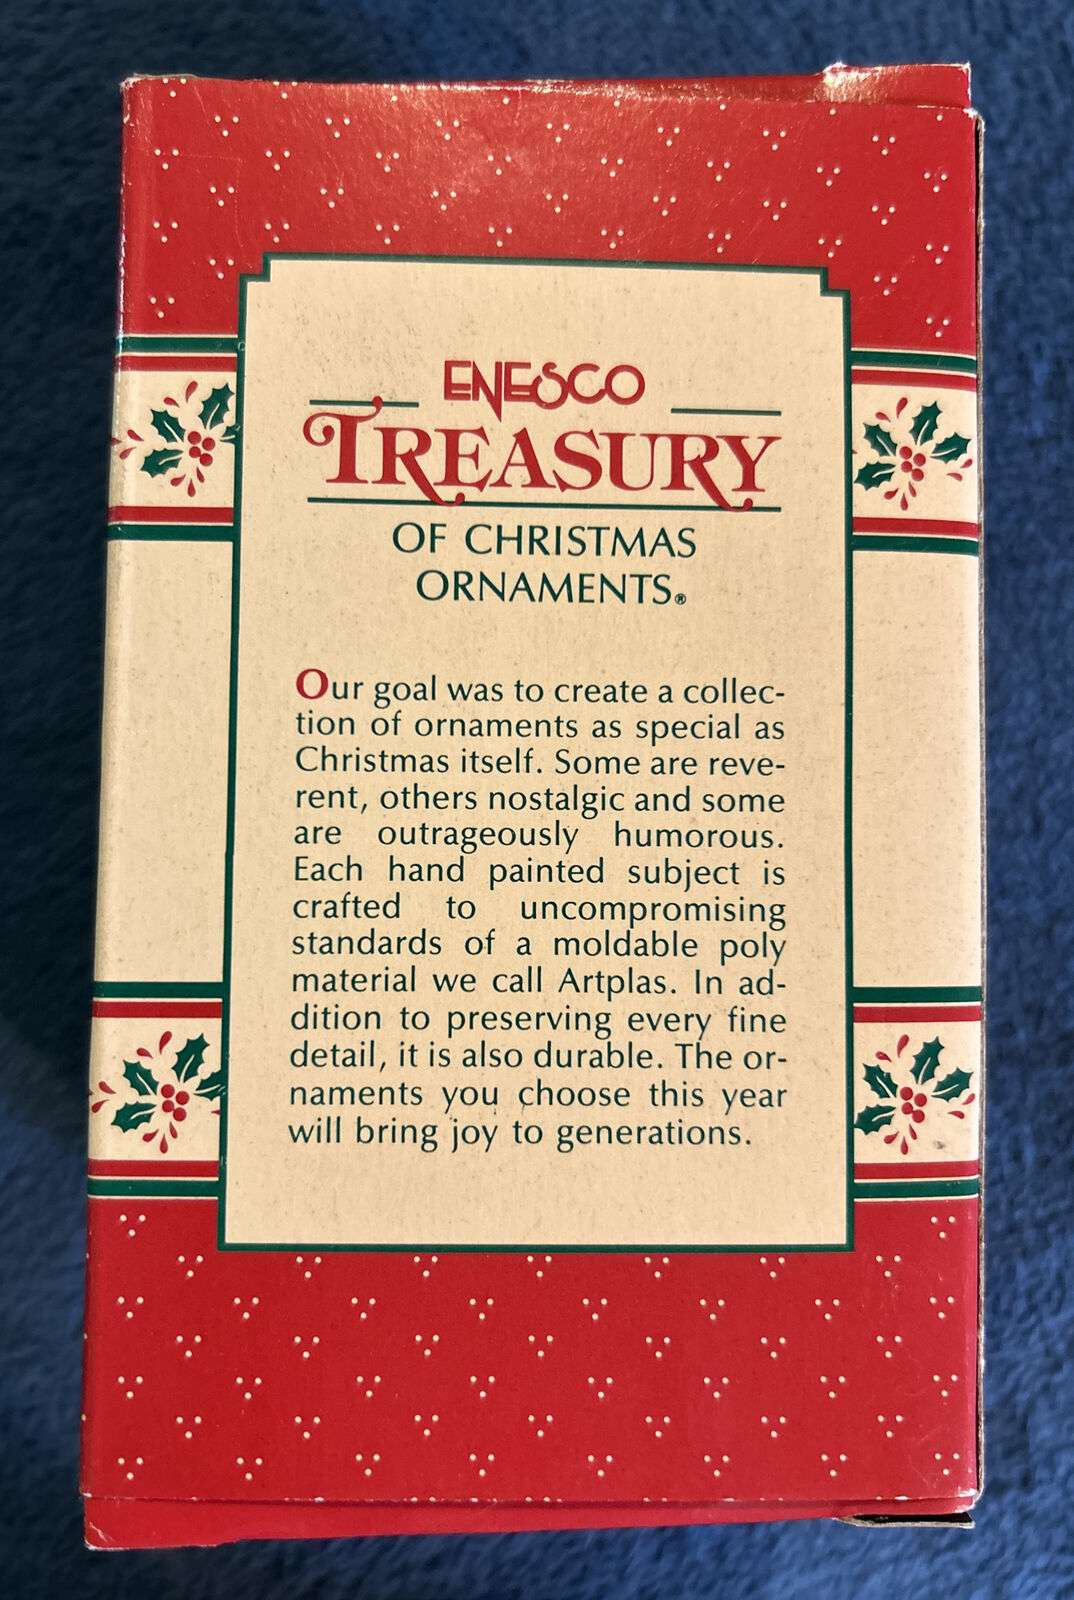 ENESCO
TREASURY
OF CHRISTMAS
ORNAMENTS®
Our goal was to create a collec-
tion of ornaments as special as
Christmas itself. Some are reve-
rent, others nostalgic and some
are outrageously humorous.
Each hand painted subject is
crafted to uncompromising
standards of a moldable poly
material we call Artplas. In ad-
dition to preserving every fine
detail, it is also durable. The or-
naments you choose this year
will bring joy to generations.